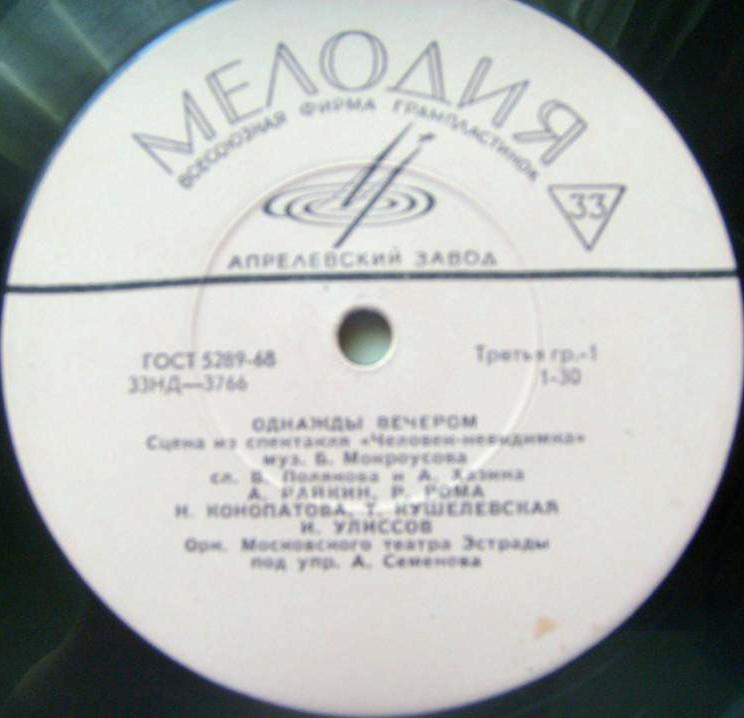 МЕЛОДИЯ
ВСЕСОЮЗНАЯ ФИРМА ГРАМПЛАСТИНОК
33
АПРЕЛЕВСКИЙ ЗАВОД
ГОСТ 5289-68 Третья гр.-1
33НД—3766 1-30
ОДНАЖДЫ ВЕЧЕРОМ
Сцена из спектакля «Человек-невидимка»
муз. Б. Мокроусова
сл. В. Полякова и А. Хазина
А. РАЙКИН, Р. РОМА
Н. КОНОПАТОВА, Т. КУШЕЛЕВСКАЯ
И. УЛИССОВ
Орк. Московского театра Эстрады
под упр. А. Семенова